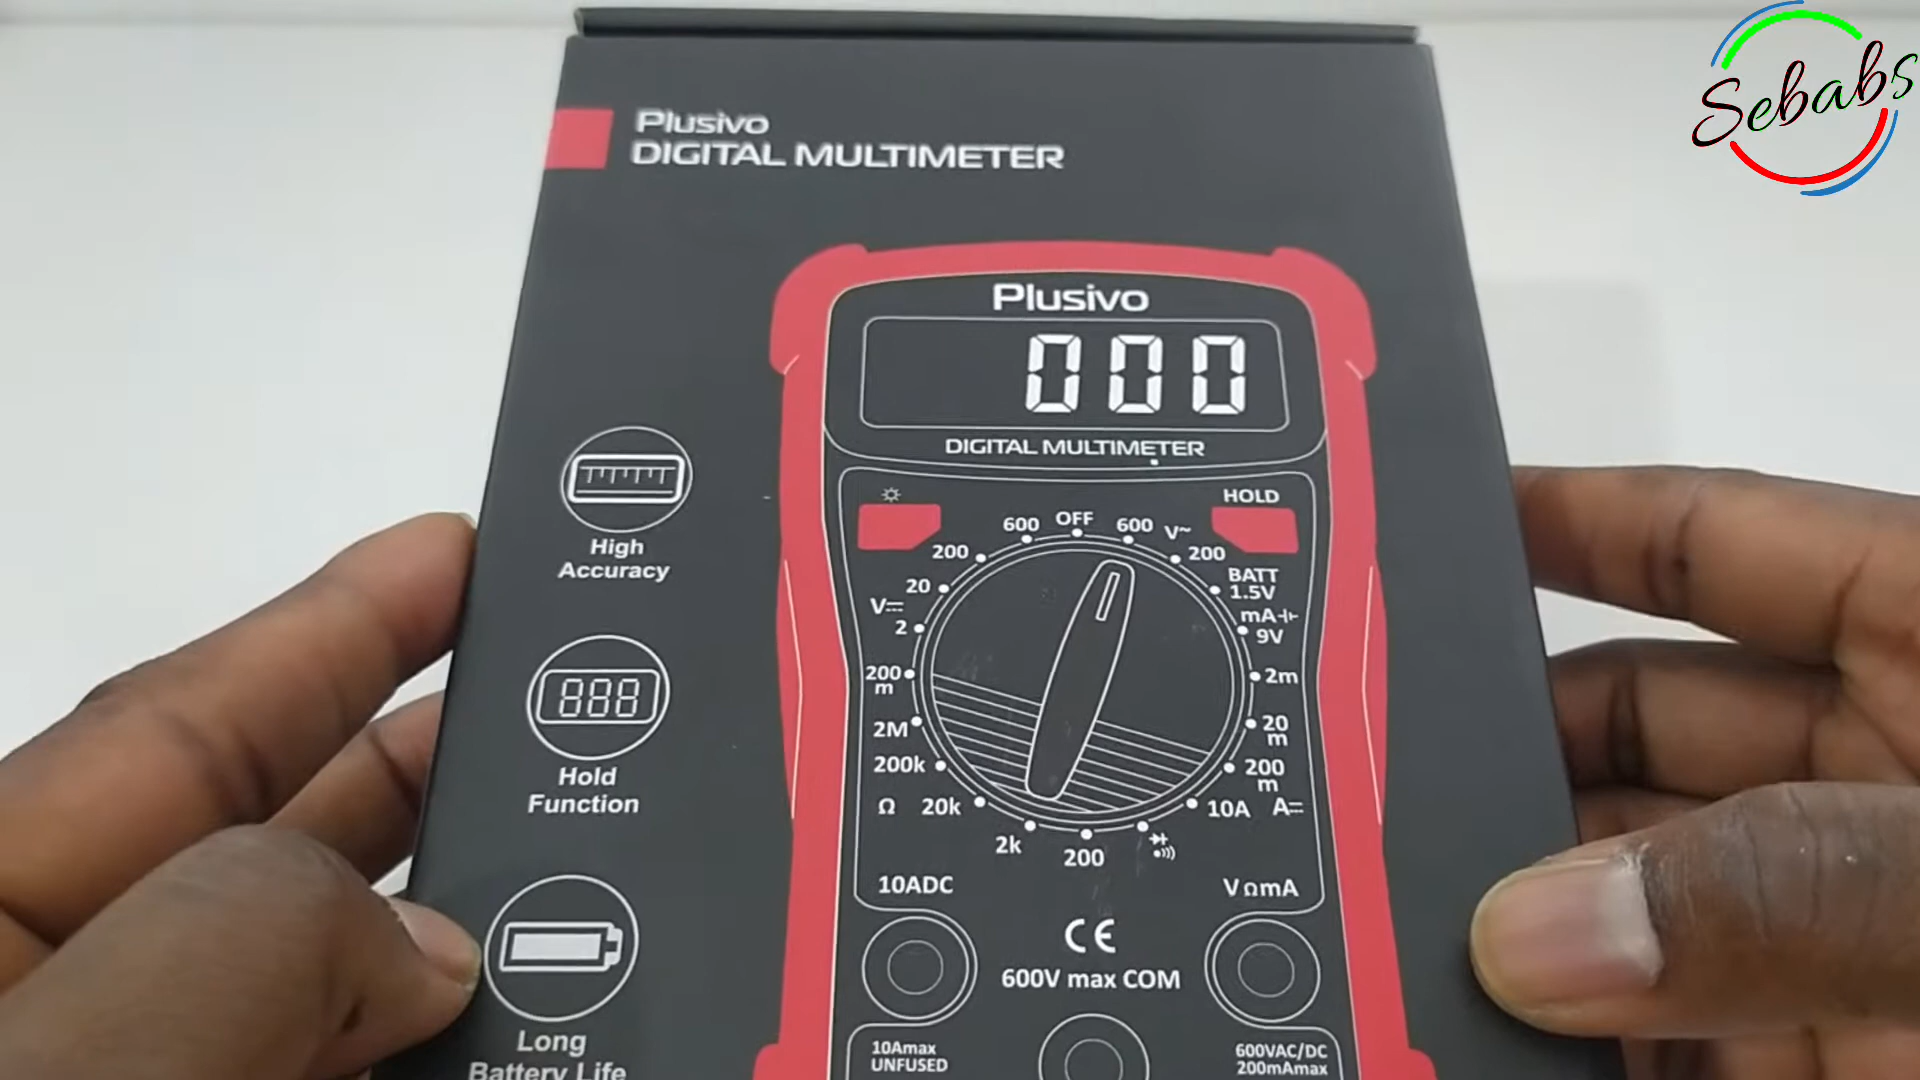 Sebabs
Plusivo
DIGITAL MULTIMETER
Plusivo
000
DIGITAL MULTIMETER
HOLD
OFF
600
600
V~
200
200
20
V⎓
2
200
m
2M
200k
Ω
20k
2k
200
BATT
1.5V
mA
9V
2m
20
m
200
m
10A
A⎓
10ADC
VΩmA
CE
600V max COM
10Amax
UNFUSED
600VAC/DC
200mAmax
High
Accuracy
888
Hold
Function
Long
Battery Life